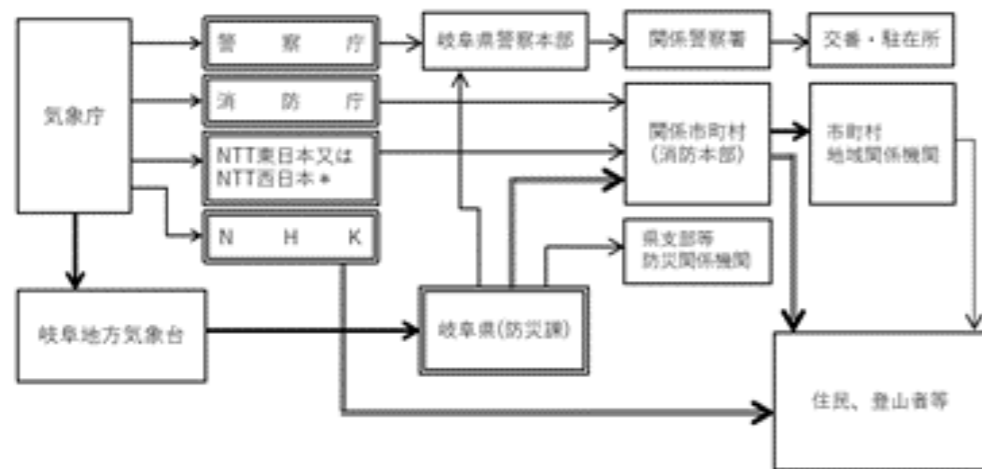 警 察 庁
岐阜県警察本部
関係警察署
交番・駐在所
気象庁
消 防 庁
関係市町村
(消防本部)
市町村
地域関係機関
NTT東日本又は
NTT西日本*
N H K
県支部等
防災関係機関
岐阜地方気象台
岐阜県(防災課)
住民、登山者等